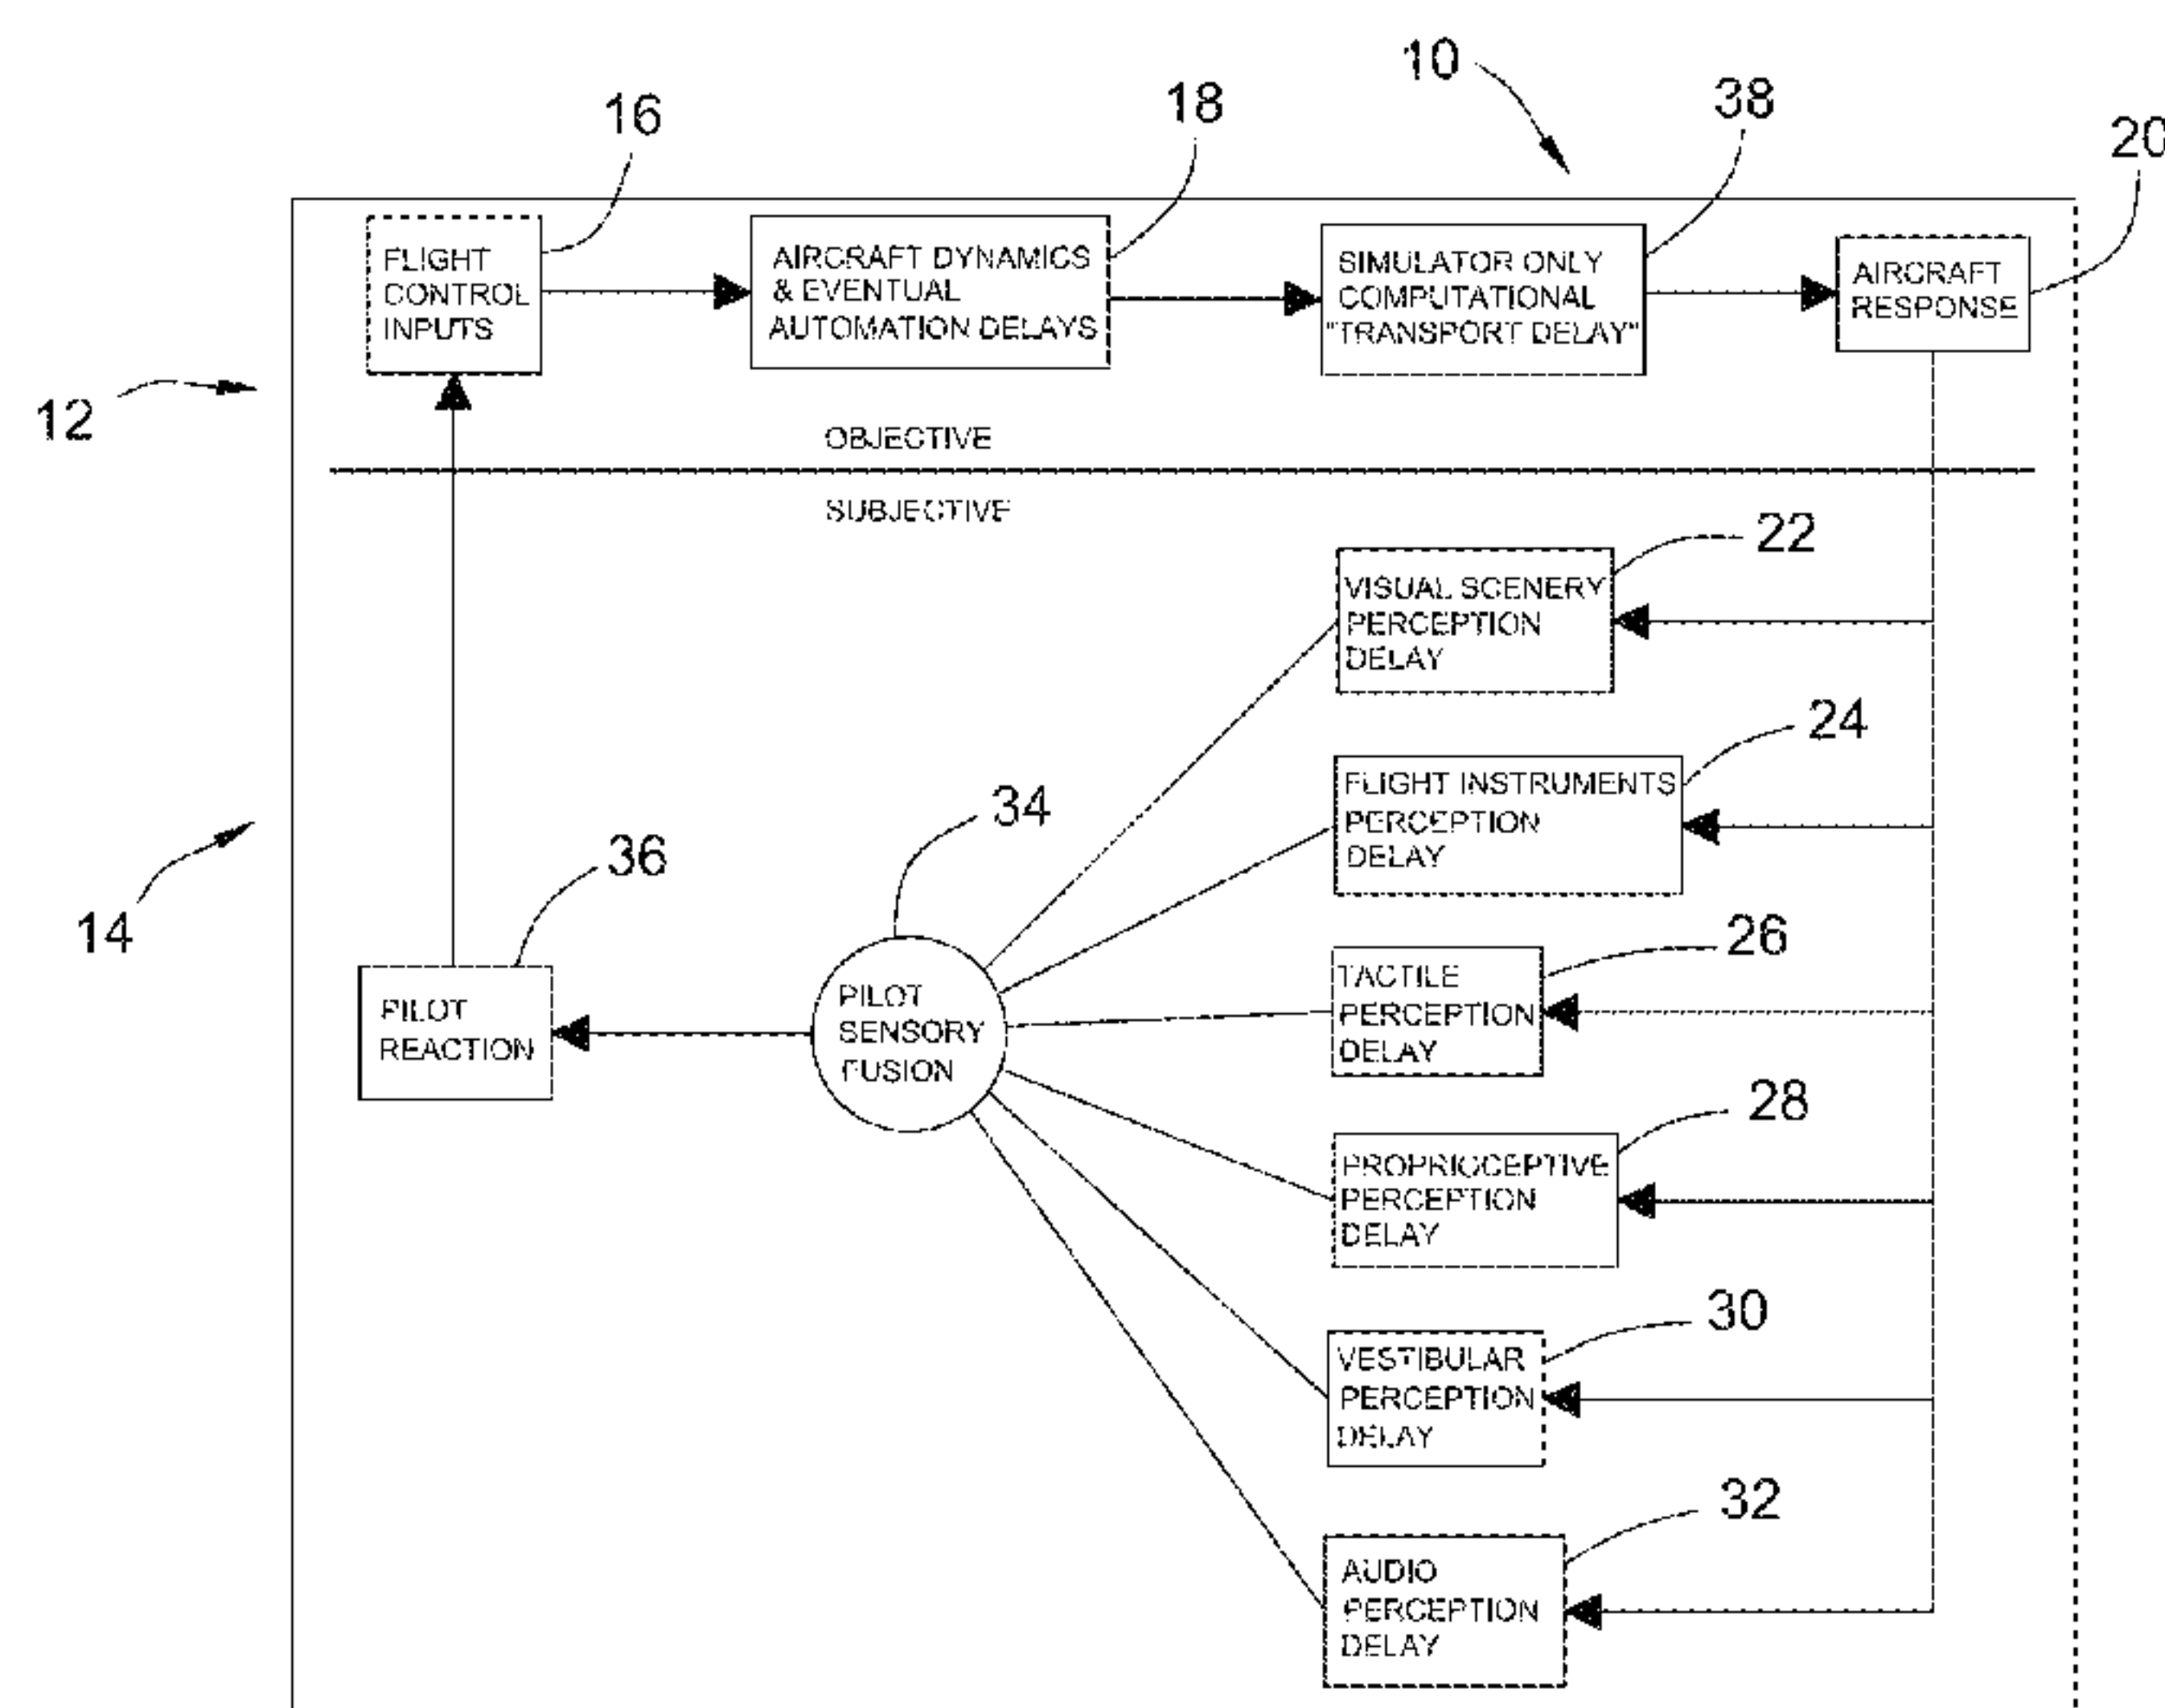 10
38
18
16
20
FLIGHT
CONTROL
INPUTS
AIRCRAFT DYNAMICS
& EVENTUAL
AUTOMATION DELAYS
SIMULATOR ONLY
COMPUTATIONAL
"TRANSPORT DELAY"
AIRCRAFT
RESPONSE
12
OBJECTIVE
SUBJECTIVE
22
VISUAL SCENERY
PERCEPTION
DELAY
24
FLIGHT INSTRUMENTS
PERCEPTION
DELAY
34
36
14
26
PILOT
REACTION
PILOT
SENSORY
FUSION
TACTILE
PERCEPTION
DELAY
28
PROPRIOCEPTIVE
PERCEPTION
DELAY
30
VESTIBULAR
PERCEPTION
DELAY
32
AUDIO
PERCEPTION
DELAY